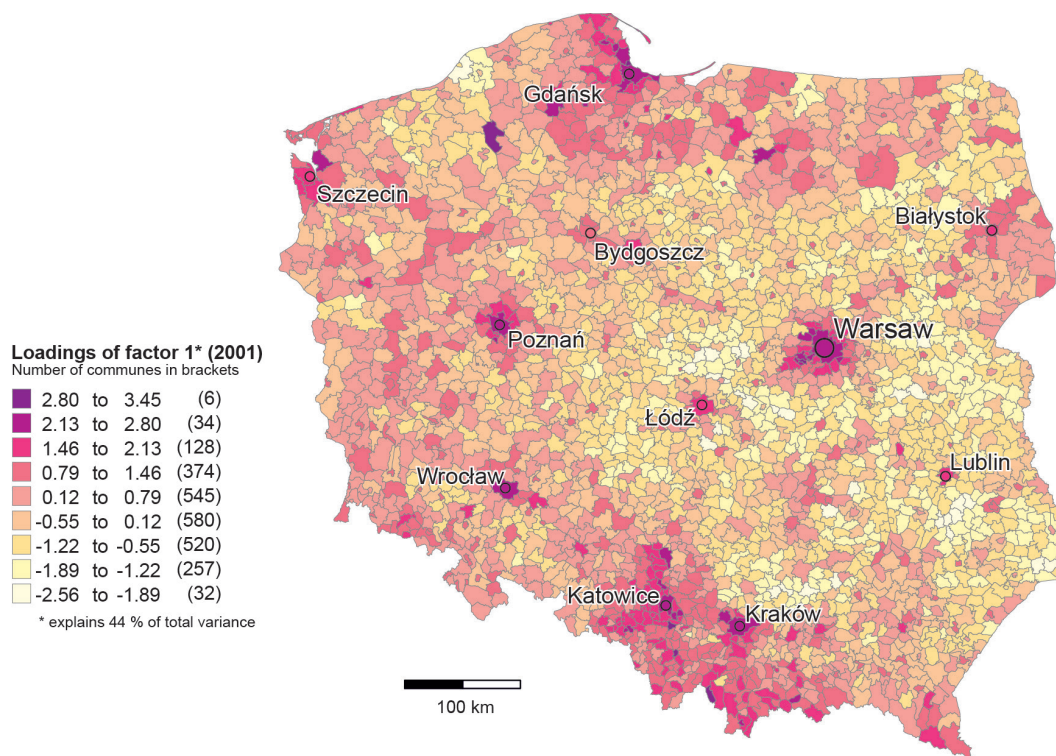 Gdańsk
Szczecin
Białystok
Bydgoszcz
Warsaw
Poznań
Łódź
Lublin
Wrocław
Katowice
Kraków
Loadings of factor 1* (2001)
Number of communes in brackets
2.80 to 3.45 (6)
2.13 to 2.80 (34)
1.46 to 2.13 (128)
0.79 to 1.46 (374)
0.12 to 0.79 (545)
-0.55 to 0.12 (580)
-1.22 to -0.55 (520)
-1.89 to -1.22 (257)
-2.56 to -1.89 (32)
* explains 44 % of total variance
100 km